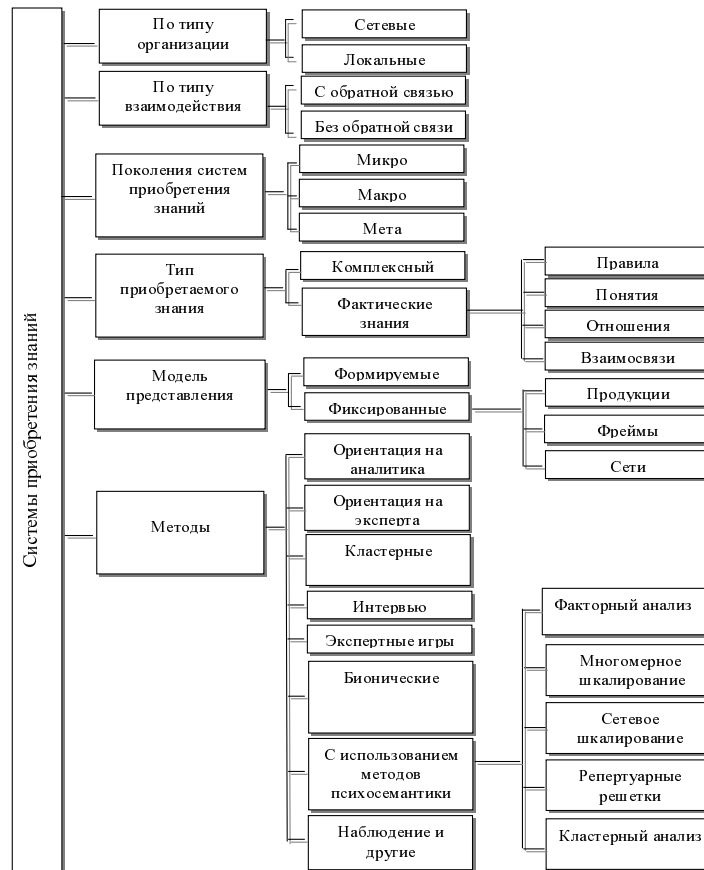 Системы приобретения знаний
По типу
организации
Сетевые
Локальные
По типу
взаимодействия
С обратной связью
Без обратной связи
Поколения систем
приобретения
знаний
Микро
Макро
Мета
Тип
приобретаемого
знания
Комплексный
Фактические
знания
Правила
Понятия
Отношения
Взаимосвязи
Модель
представления
Формируемые
Фиксированные
Продукции
Фреймы
Сети
Методы
Ориентация на
аналитика
Ориентация на
эксперта
Кластерные
Интервью
Экспертные игры
Бионические
С использованием
методов
психосемантики
Наблюдение и
другие
Факторный анализ
Многомерное
шкалирование
Сетевое
шкалирование
Репертуарные
решетки
Кластерный анализ